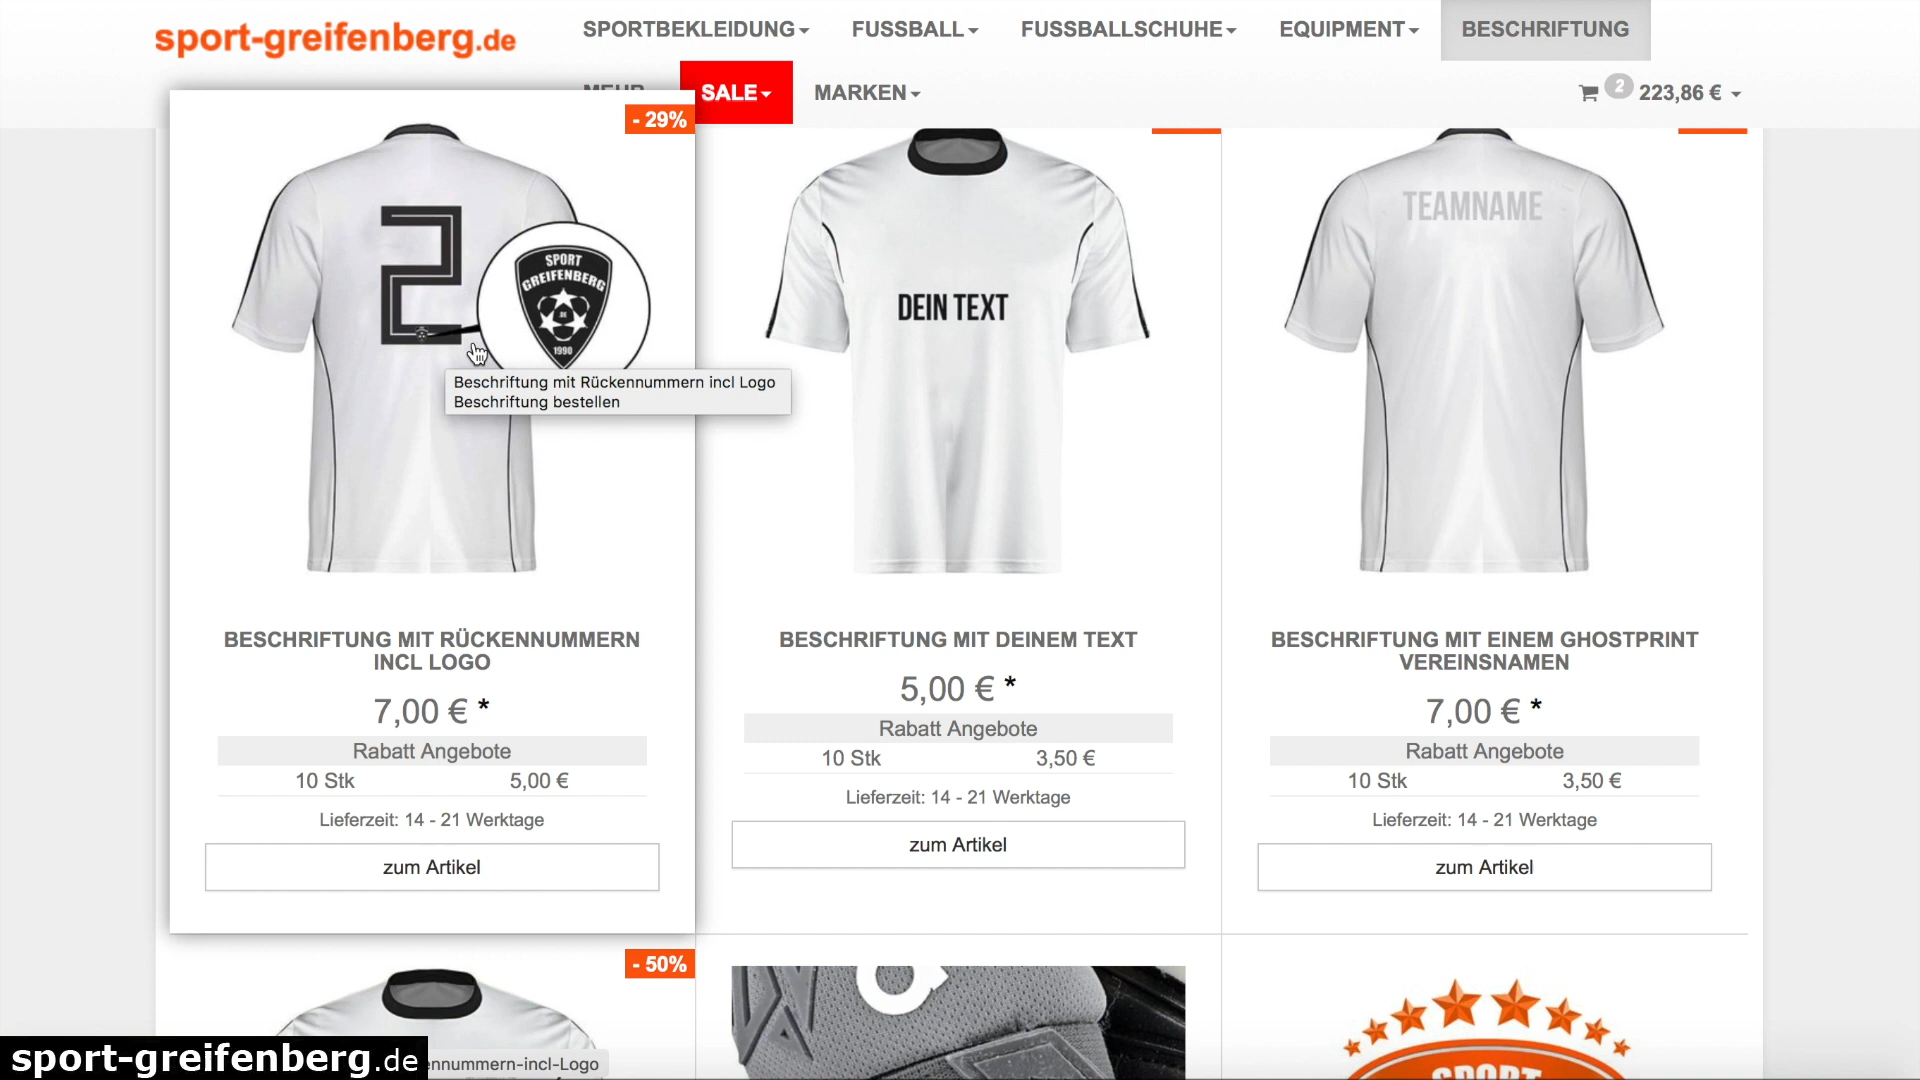 sport-greifenberg.de
SPORTBEKLEIDUNG
FUSSBALL
FUSSBALLSCHUHE
EQUIPMENT
BESCHRIFTUNG
SALE
MARKEN
2
223,86 €
- 29%
2
SPORT
GREIFENBERG
DE
1990
DEIN TEXT
TEAMNAME
Beschriftung mit Rückennummern incl Logo
Beschriftung bestellen
BESCHRIFTUNG MIT RÜCKENNUMMERN
INCL LOGO
7,00 € *
Rabatt Angebote
10 Stk 5,00 €
Lieferzeit: 14 - 21 Werktage
zum Artikel
BESCHRIFTUNG MIT DEINEM TEXT
5,00 € *
Rabatt Angebote
10 Stk 3,50 €
Lieferzeit: 14 - 21 Werktage
zum Artikel
BESCHRIFTUNG MIT EINEM GHOSTPRINT
VEREINSNAMEN
7,00 € *
Rabatt Angebote
10 Stk 3,50 €
Lieferzeit: 14 - 21 Werktage
zum Artikel
- 50%
SPORT
sport-greifenberg.de
ennummern-incl-Logo